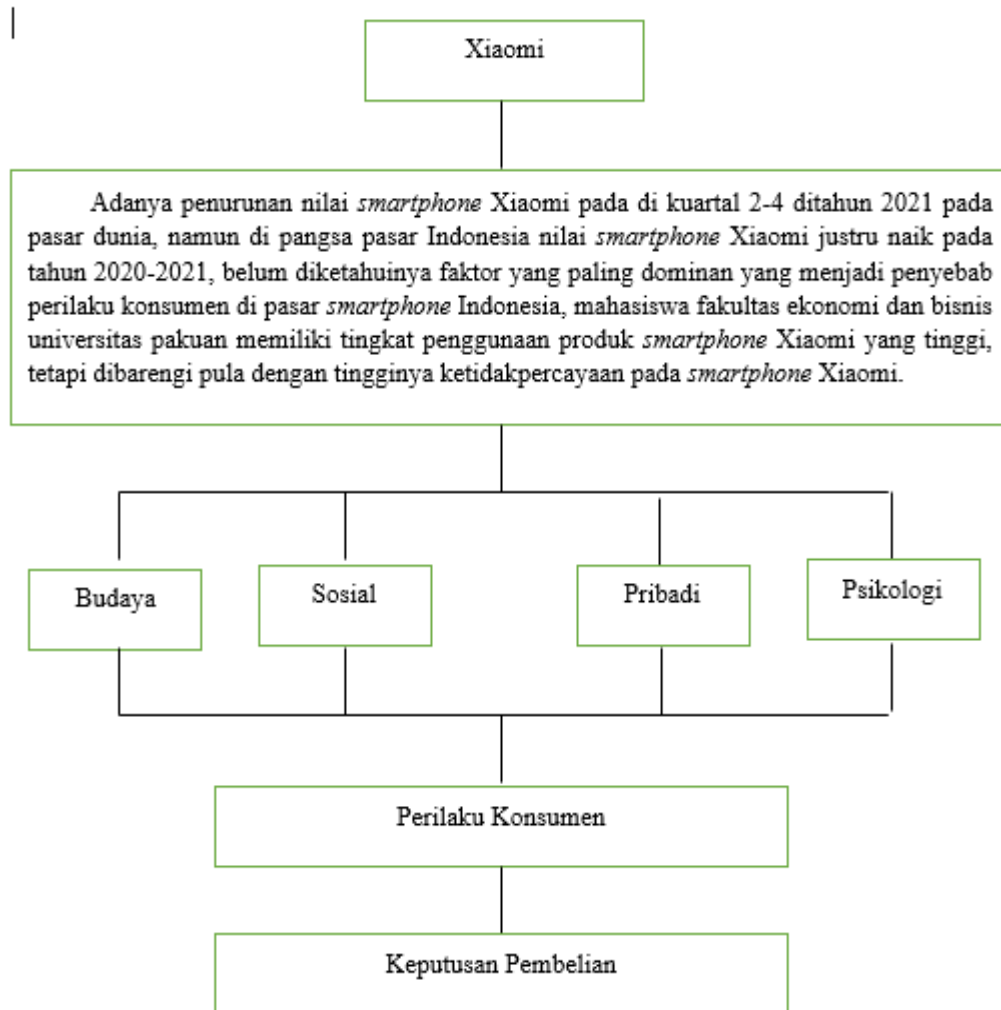 Xiaomi
Adanya penurunan nilai smartphone Xiaomi pada di kuartal 2-4 ditahun 2021 pada
pasar dunia, namun di pangsa pasar Indonesia nilai smartphone Xiaomi justru naik pada
tahun 2020-2021, belum diketahuinya faktor yang paling dominan yang menjadi penyebab
perilaku konsumen di pasar smartphone Indonesia, mahasiswa fakultas ekonomi dan bisnis
universitas pakuan memiliki tingkat penggunaan produk smartphone Xiaomi yang tinggi,
tetapi dibarengi pula dengan tingginya ketidakpercayaan pada smartphone Xiaomi.
Budaya
Sosial
Pribadi
Psikologi
Perilaku Konsumen
Keputusan Pembelian